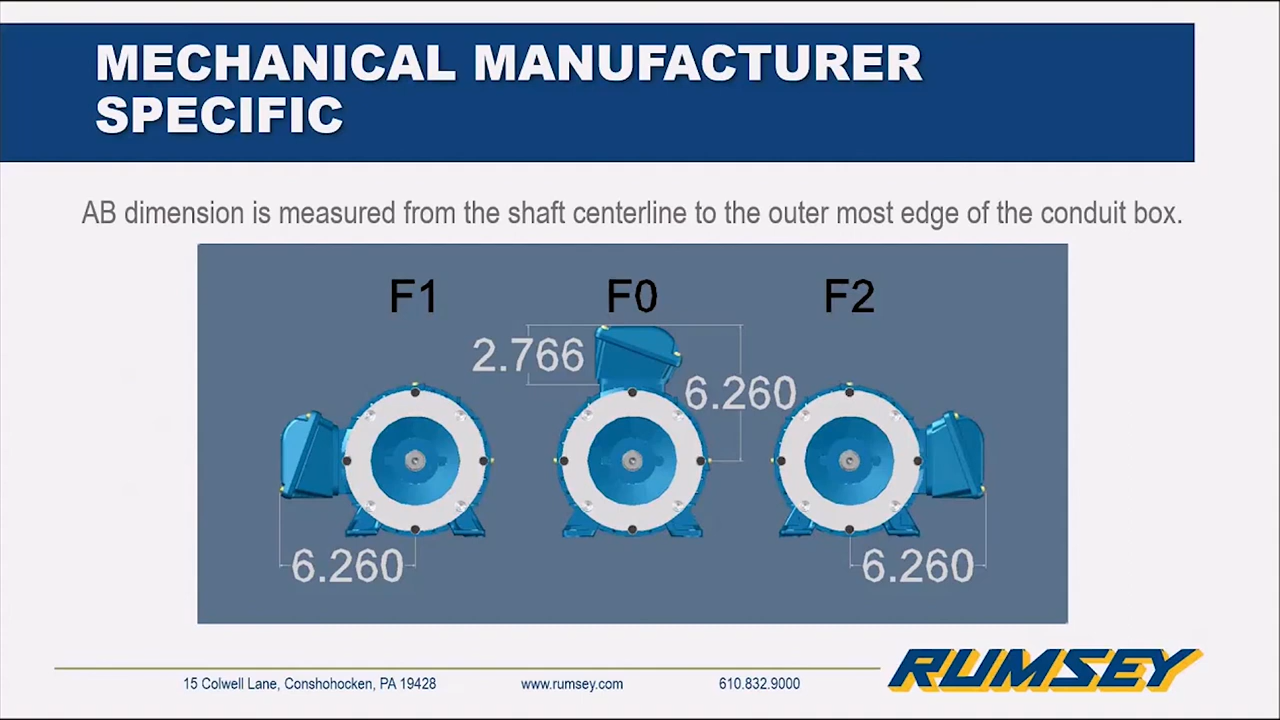 MECHANICAL MANUFACTURER
SPECIFIC
AB dimension is measured from the shaft centerline to the outer most edge of the conduit box.
F1 F0 F2
2.766
6.260
6.260 6.260
15 Colwell Lane, Conshohocken, PA 19428 www.rumsey.com 610.832.9000
RUMSEY